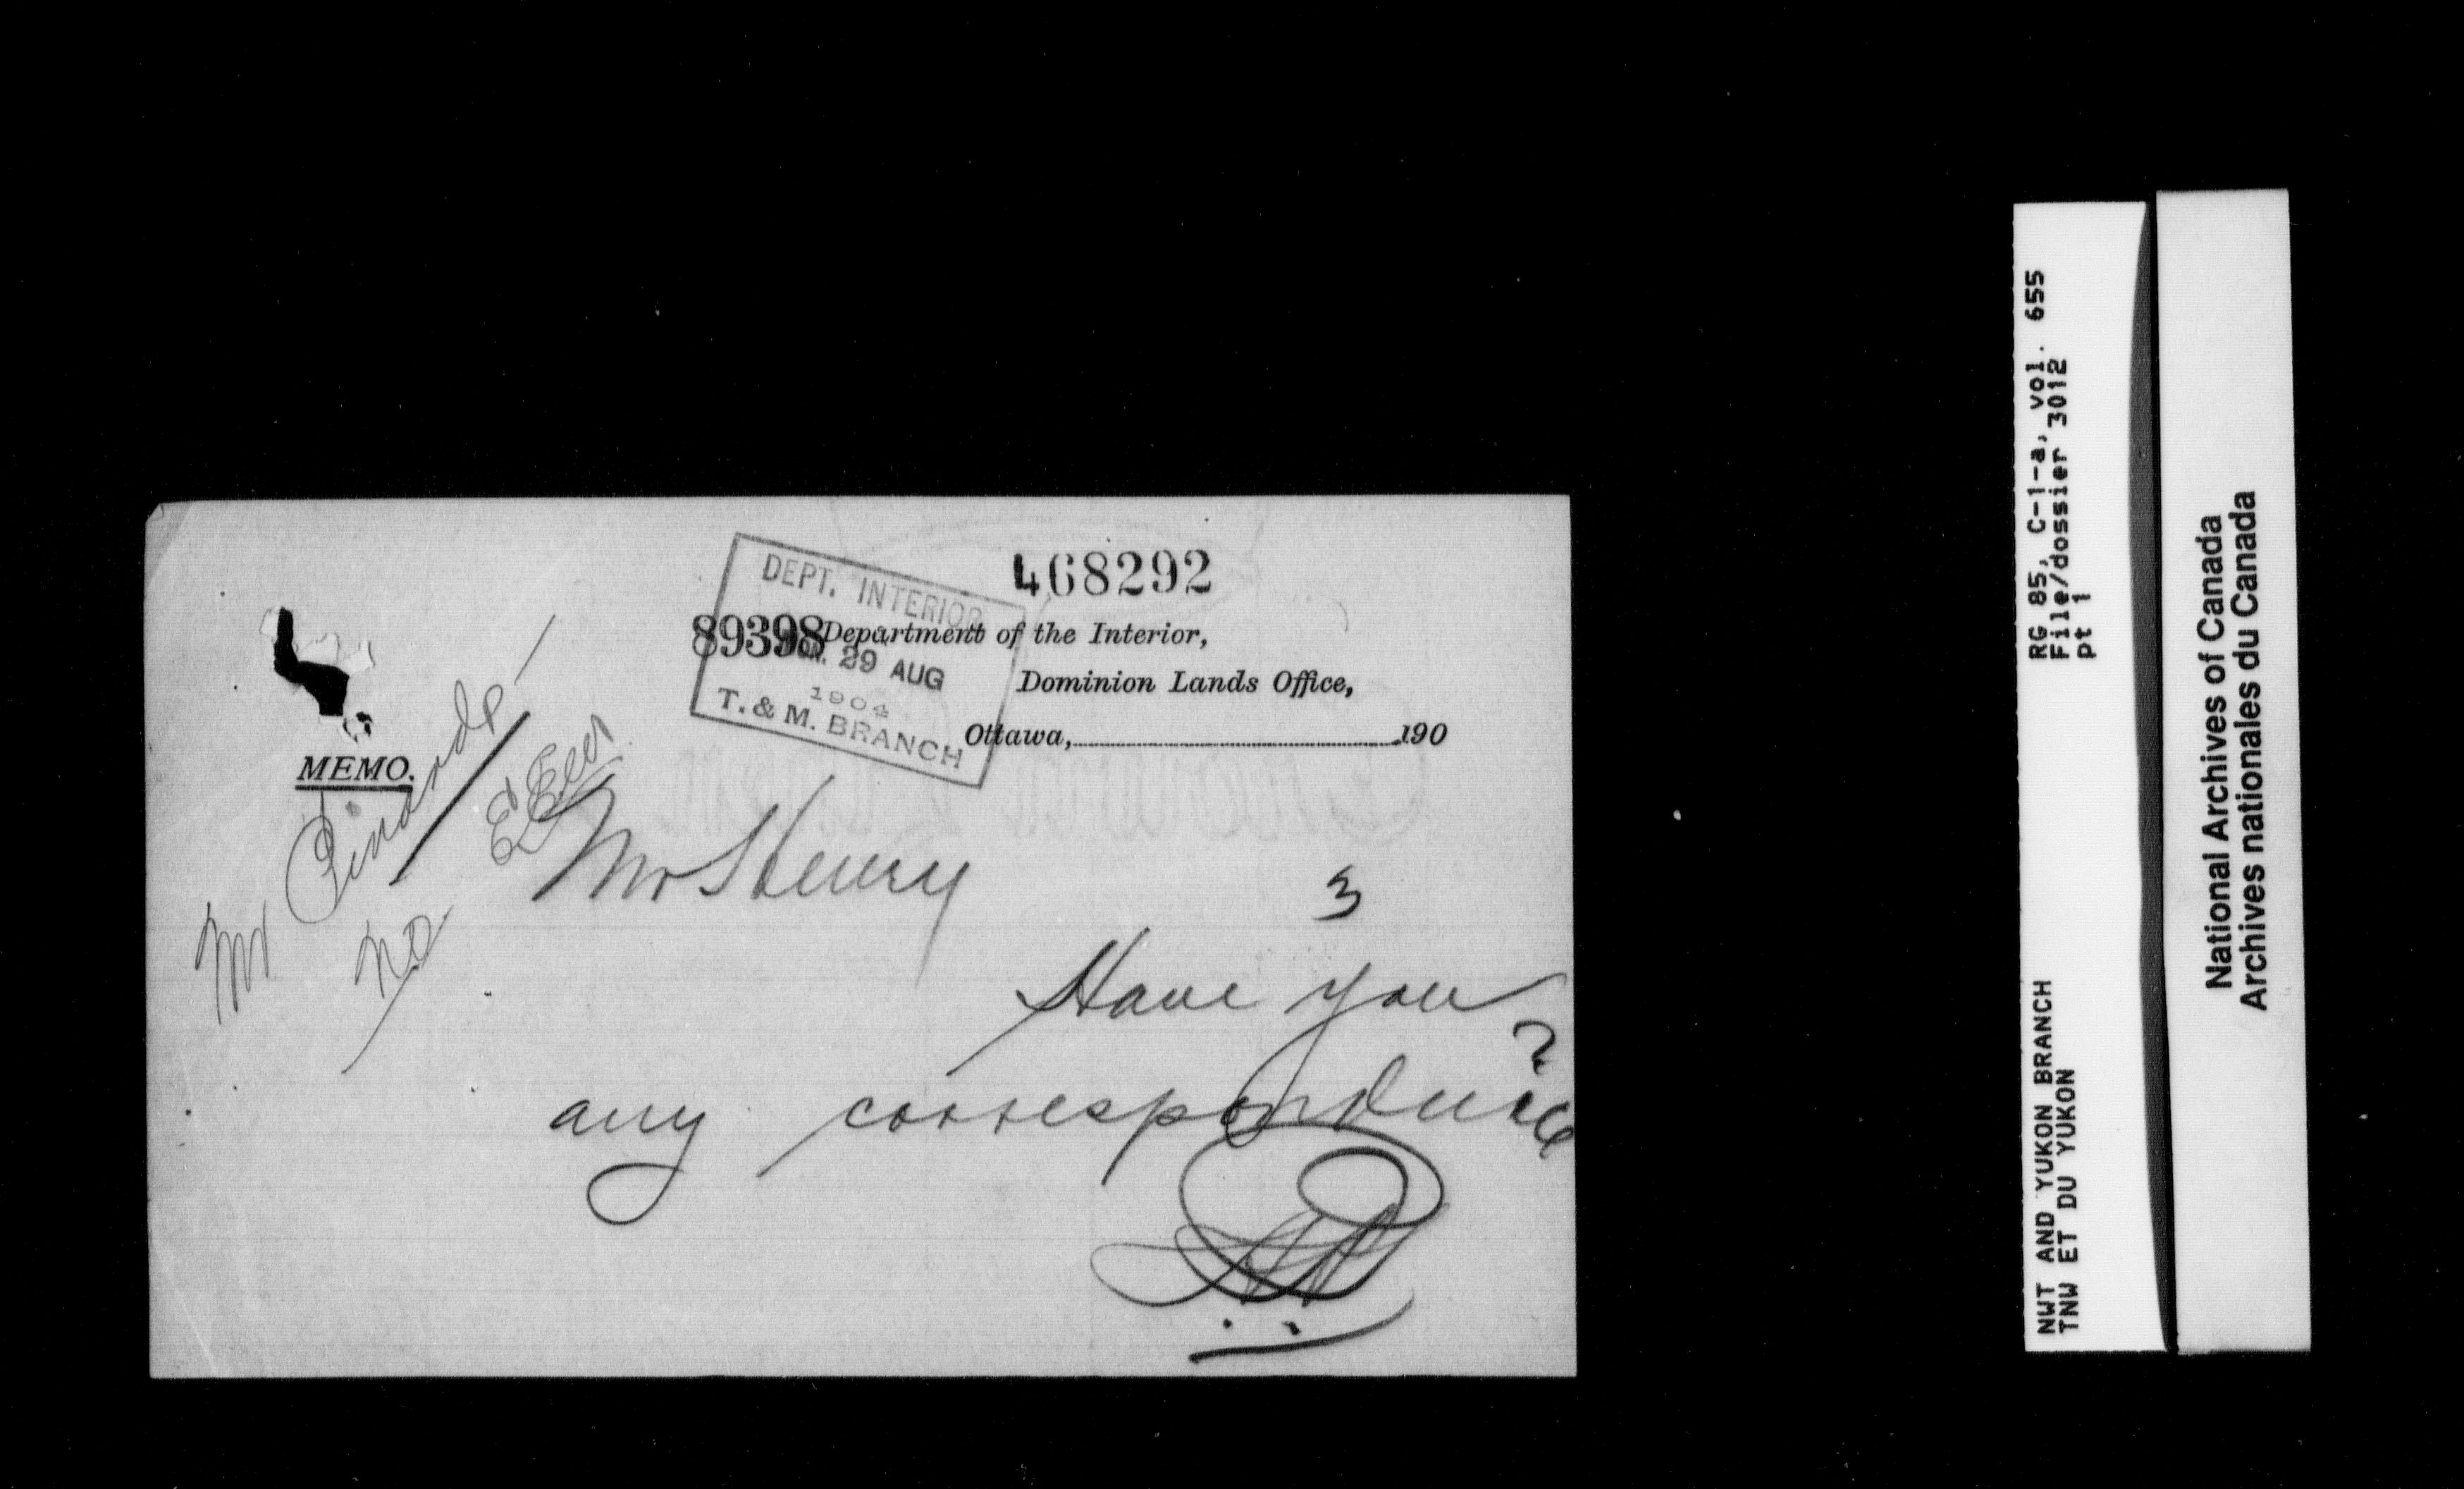 468292
DEPT. INTERIOR
89398
Department of the Interior,
29 AUG
1904
Dominion Lands Office,
T. & M. BRANCH
Ottawa, 190
MEMO.
Mr
no
Mr Henry
3
Have you
any correspondence ?
RG 85, C-1-a, vol. 655
File/dossier 3012
pt 1
NWT AND YUKON BRANCH
TNW ET DU YUKON
National Archives of Canada
Archives nationales du Canada